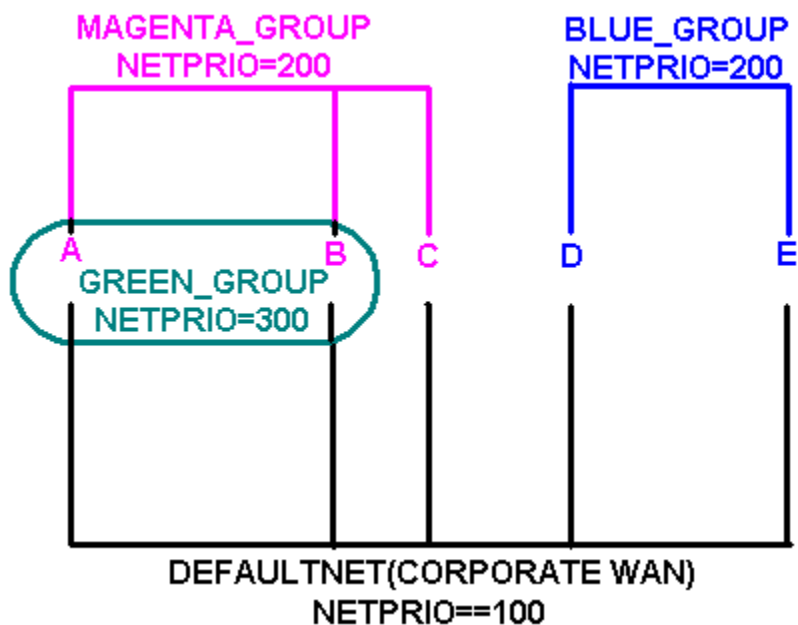 MAGENTA_GROUP
NETPRIO=200
BLUE_GROUP
NETPRIO=200
A
B
C
D
E
GREEN_GROUP
NETPRIO=300
DEFAULTNET(CORPORATE WAN)
NETPRIO==100